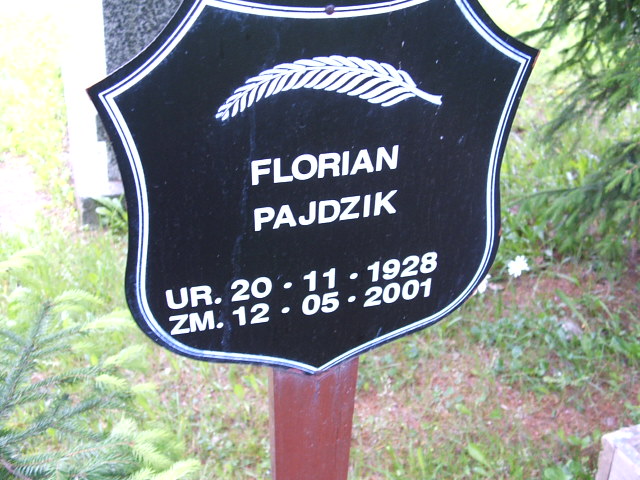 FLORIAN
PAJDZIK
UR. 20 · 11 · 1928
ZM. 12 · 05 · 2001